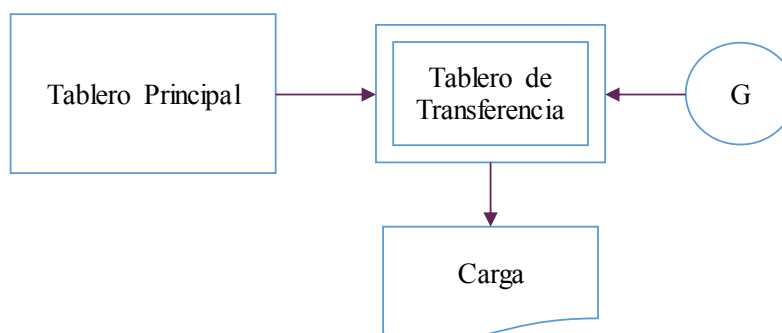 Tablero Principal
Tablero de
Transferencia
G
Carga